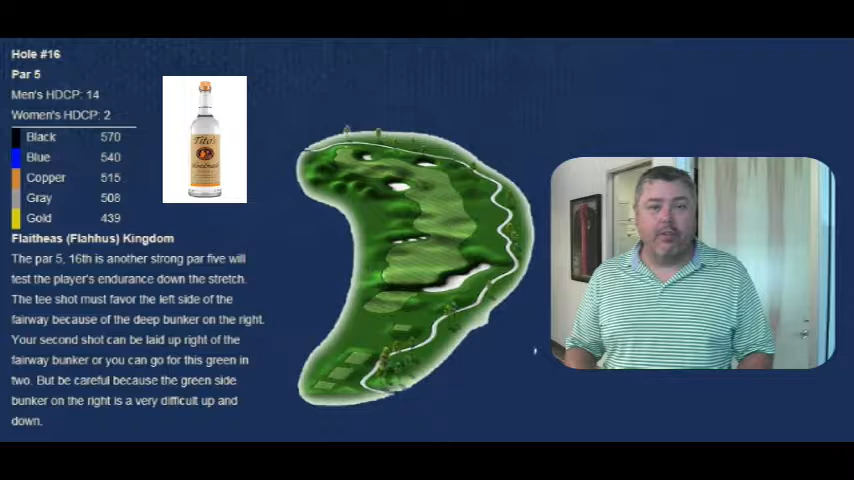 Hole #16
Par 5
Men's HDCP: 14
Women's HDCP: 2
Black 570
Blue 540
Copper 515
Gray 508
Gold 439
Flaitheas (Flahhus) Kingdom
The par 5, 16th is another strong par five will
test the player's endurance down the stretch.
The tee shot must favor the left side of the
fairway because of the deep bunker on the right.
Your second shot can be laid up right of the
fairway bunker or you can go for this green in
two. But be careful because the green side
bunker on the right is a very difficult up and
down.
Tito's